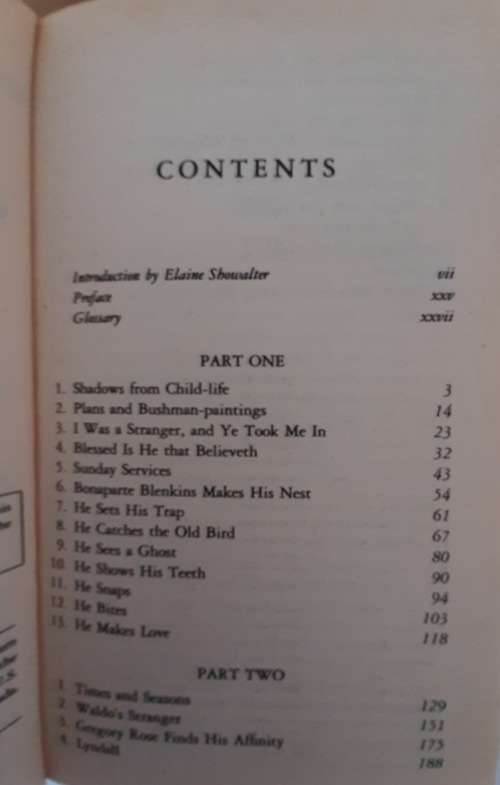 CONTENTS
Introduction by Elaine Showalter vii
Preface xxv
Glossary xxvii
PART ONE
1. Shadows from Child-life 3
2. Plans and Bushman-paintings 14
3. I Was a Stranger, and Ye Took Me In 23
4. Blessed Is He that Believeth 32
5. Sunday Services 43
6. Bonaparte Blenkins Makes His Nest 54
7. He Sets His Trap 61
8. He Catches the Old Bird 67
9. He Sees a Ghost 80
10. He Shows His Teeth 90
11. He Snaps 94
12. He Bites 103
13. He Makes Love 118
PART TWO
1. Times and Seasons 129
2. Waldo's Stranger 151
3. Gregory Rose Finds His Affinity 175
4. Lyndall 188